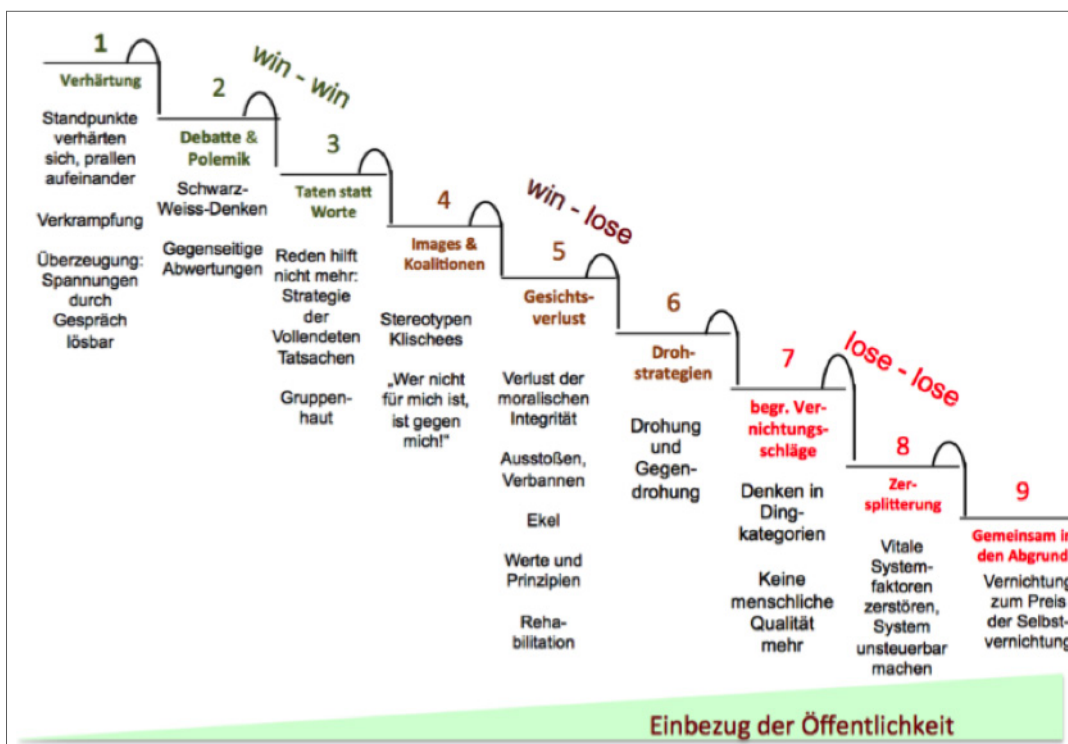 1
Verhärtung
Standpunkte
verhärten
sich, prallen
aufeinander
Verkrampfung
Überzeugung:
Spannungen
durch
Gespräch
lösbar
2
Debatte &
Polemik
Schwarz-
Weiss-Denken
Gegenseitige
Abwertungen
win - win
3
Taten statt
Worte
Reden hilft
nicht mehr:
Strategie
der
Vollendeten
Tatsachen
Gruppen-
haut
4
Images &
Koalitionen
Stereotypen
Klischees
„Wer nicht
für mich ist,
ist gegen
mich!“
win - lose
5
Gesichts-
verlust
Verlust der
moralischen
Integrität
Ausstoßen,
Verbannen
Ekel
Werte und
Prinzipien
Reha-
bilitation
6
Droh-
strategien
Drohung
und
Gegen-
drohung
7
begr. Ver-
nichtungs-
schläge
Denken in
Ding-
kategorien
Keine
menschliche
Qualität
mehr
lose - lose
8
Zer-
splitterung
Vitale
System-
faktoren
zerstören,
System
unsteuerbar
machen
9
Gemeinsam in
den Abgrund
Vernichtung
zum Preis
der Selbst-
vernichtung
Einbezug der Öffentlichkeit